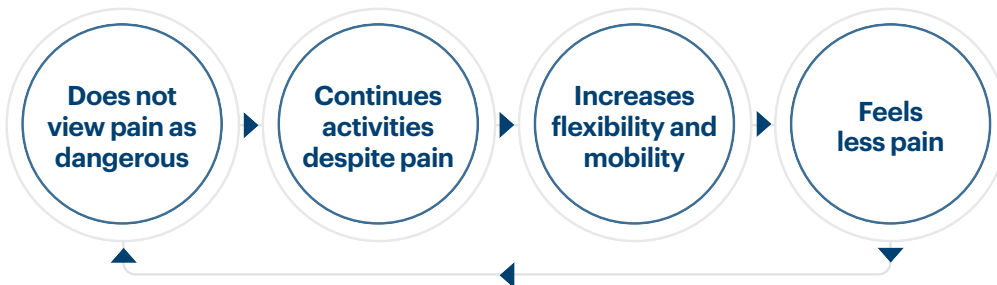 Does not
view pain as
dangerous
Continues
activities
despite pain
Increases
flexibility and
mobility
Feels
less pain